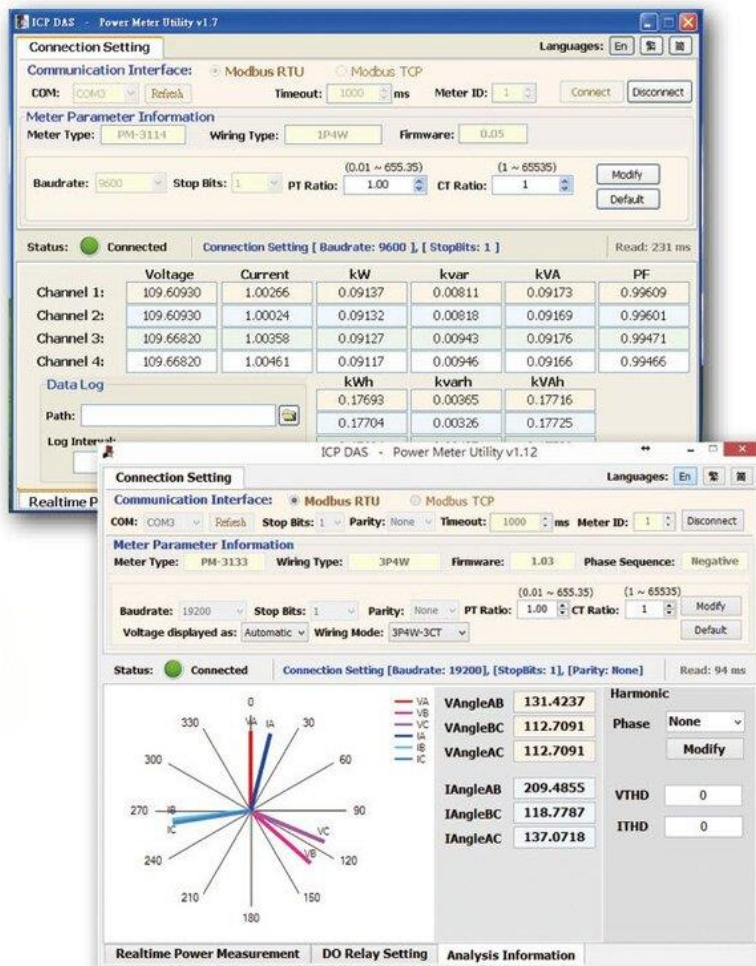 ICP DAS - Power Meter Utility v1.7
Connection Setting Languages: En 繁 簡
Communication Interface: Modbus RTU Modbus TCP
COM: COM3 Refresh Timeout: 1000 ms Meter ID: 1 Connect Disconnect
Meter Parameter Information
Meter Type: PM-3114 Wiring Type: 1P4W Firmware: 0.05
(0.01 ~ 655.35) (1 ~ 65535)
Baudrate: 9600 Stop Bits: 1 PT Ratio: 1.00 CT Ratio: 1 Modify
Default
Status: Connected Connection Setting [ Baudrate: 9600 ], [ StopBits: 1 ] Read: 231 ms
Voltage Current kW kvar kVA PF
Channel 1: 109.60930 1.00266 0.09137 0.00811 0.09173 0.99609
Channel 2: 109.60930 1.00024 0.09132 0.00818 0.09169 0.99601
Channel 3: 109.66820 1.00358 0.09127 0.00943 0.09176 0.99471
Channel 4: 109.66820 1.00461 0.09117 0.00946 0.09166 0.99466
Data Log kWh kvarh kVAh
0.17693 0.00365 0.17716
Path: 0.17704 0.00326 0.17725
Log Interval:
Realtime P
ICP DAS - Power Meter Utility v1.12
Connection Setting Languages: En 繁 簡
Communication Interface: Modbus RTU Modbus TCP
COM: COM3 Refresh Stop Bits: 1 Parity: None Timeout: 1000 ms Meter ID: 1 Disconnect
Meter Parameter Information
Meter Type: PM-3133 Wiring Type: 3P4W Firmware: 1.03 Phase Sequence: Negative
(0.01 ~ 655.35) (1 ~ 65535)
Baudrate: 19200 Stop Bits: 1 Parity: None PT Ratio: 1.00 CT Ratio: 1 Modify
Voltage displayed as: Automatic Wiring Mode: 3P4W-3CT Default
Status: Connected Connection Setting [Baudrate: 19200], [StopBits: 1], [Parity: None] Read: 94 ms
0
330 VA IA 30
300 60
270 IB 90
IC
240 VC 120
VB
210 150
180
VA
VB
VC
IA
IB
IC
VAngleAB 131.4237
VAngleBC 112.7091
VAngleAC 112.7091
IAngleAB 209.4855
IAngleBC 118.7787
IAngleAC 137.0718
Harmonic
Phase None
Modify
VTHD 0
ITHD 0
Realtime Power Measurement DO Relay Setting Analysis Information